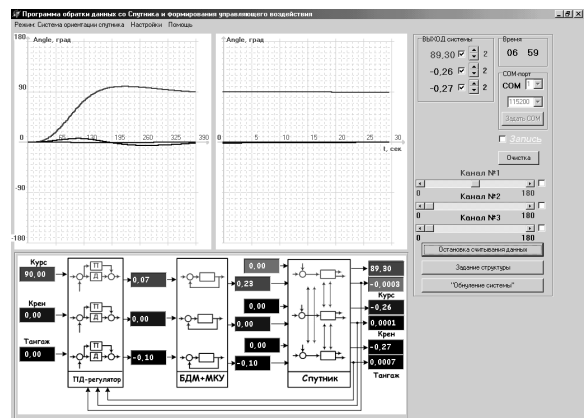 Программа обратки данных со Спутника и формирования управляющего воздействия
Режим: Система ориентации спутника Настройки Помощь
Angle, град
180
90
0
-90
-180
65 130 195 260 325 390
Angle, град
0 5 10 15 20 25 30
t, сек
ВЫХОД системы
89,30 2
-0,26 2
-0,27 2
Время
06 59
COM-порт
COM 1
115200
Задать COM
Запись
Очистка
Канал №1
0 180
Канал №2
0 180
Канал №3
0 180
Остановка считывания данных
Задание структуры
"Обнуление системы"
Курс
90,00
Крен
0,00
Тангаж
0,00
П
Д
П
Д
П
Д
ПД-регулятор
0,07
0,00
-0,10
БДМ+МКУ
0,00
0,23
0,00
0,00
0,00
-0,10
Спутник
89,30
-0,0003
Курс
-0,26
0,0001
Крен
-0,27
0,0007
Тангаж